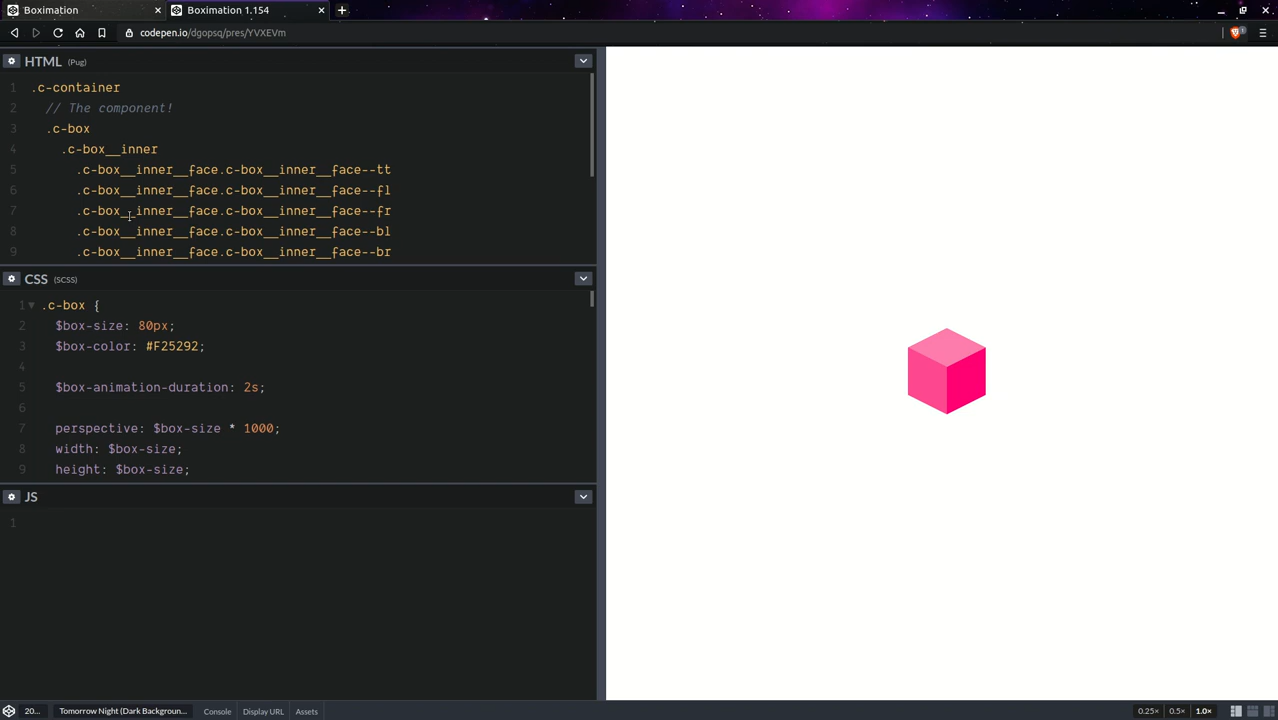 Boximation
Boximation 1.154
codepen.io/dgopsq/pres/YVXEVm
1
HTML (Pug)
1 .c-container
2 // The component!
3 .c-box
4 .c-box__inner
5 .c-box__inner__face.c-box__inner__face--tt
6 .c-box__inner__face.c-box__inner__face--fl
7 .c-box__inner__face.c-box__inner__face--fr
8 .c-box__inner__face.c-box__inner__face--bl
9 .c-box__inner__face.c-box__inner__face--br
CSS (SCSS)
1 .c-box {
2 $box-size: 80px;
3 $box-color: #F25292;
4
5 $box-animation-duration: 2s;
6
7 perspective: $box-size * 1000;
8 width: $box-size;
9 height: $box-size;
JS
1
20... Tomorrow Night (Dark Backgroun... Console Display URL Assets 0.25× 0.5× 1.0×